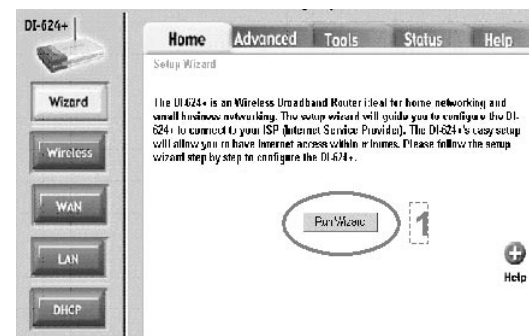 DI-624+
Home Advanced Tools Status Help
Setup Wizard
Wizard
The DI-624+ is an Wireless Broadband Router ideal for home networking and
small business networking. The setup wizard will guide you to configure the DI-
624+ to connect to your ISP (Internet Service Provider). The DI-624+'s easy setup
will allow you to have Internet access within minutes. Please follow the setup
wizard step by step to configure the DI-624+.
Wireless
WAN
Run Wizard
1
LAN
Help
DHCP